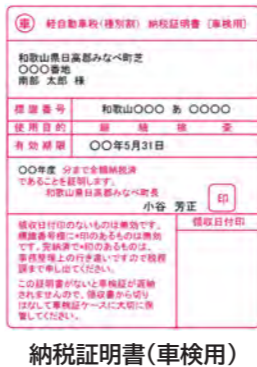 車 軽自動車税(種別割) 納税証明書 [車検用]
和歌山県日高郡みなべ町芝
〇〇〇番地
南部 太郎 様
標識番号 和歌山〇〇〇 あ 〇〇〇〇
使用目的 継続検査
有効期限 〇〇年5月31日
〇〇年度 分まで全額納税済
であることを証明します。
和歌山県日高郡みなべ町長
小谷 芳正 印
領収日付印
領収日付印のないものは無効です。
標識番号欄に*印のあるものは無効
です。完納済で*印のあるものは、
事務整理上の行き違いですので税務
課まで申し出てください。
この証明書がないと車検証が返納
されませんので、領収書から切り
はなして車検証ケースに大切に保
管してください。
納税証明書(車検用)